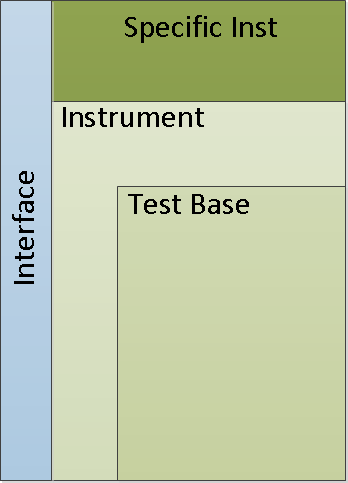 Specific Inst
Instrument
Test Base
Interface